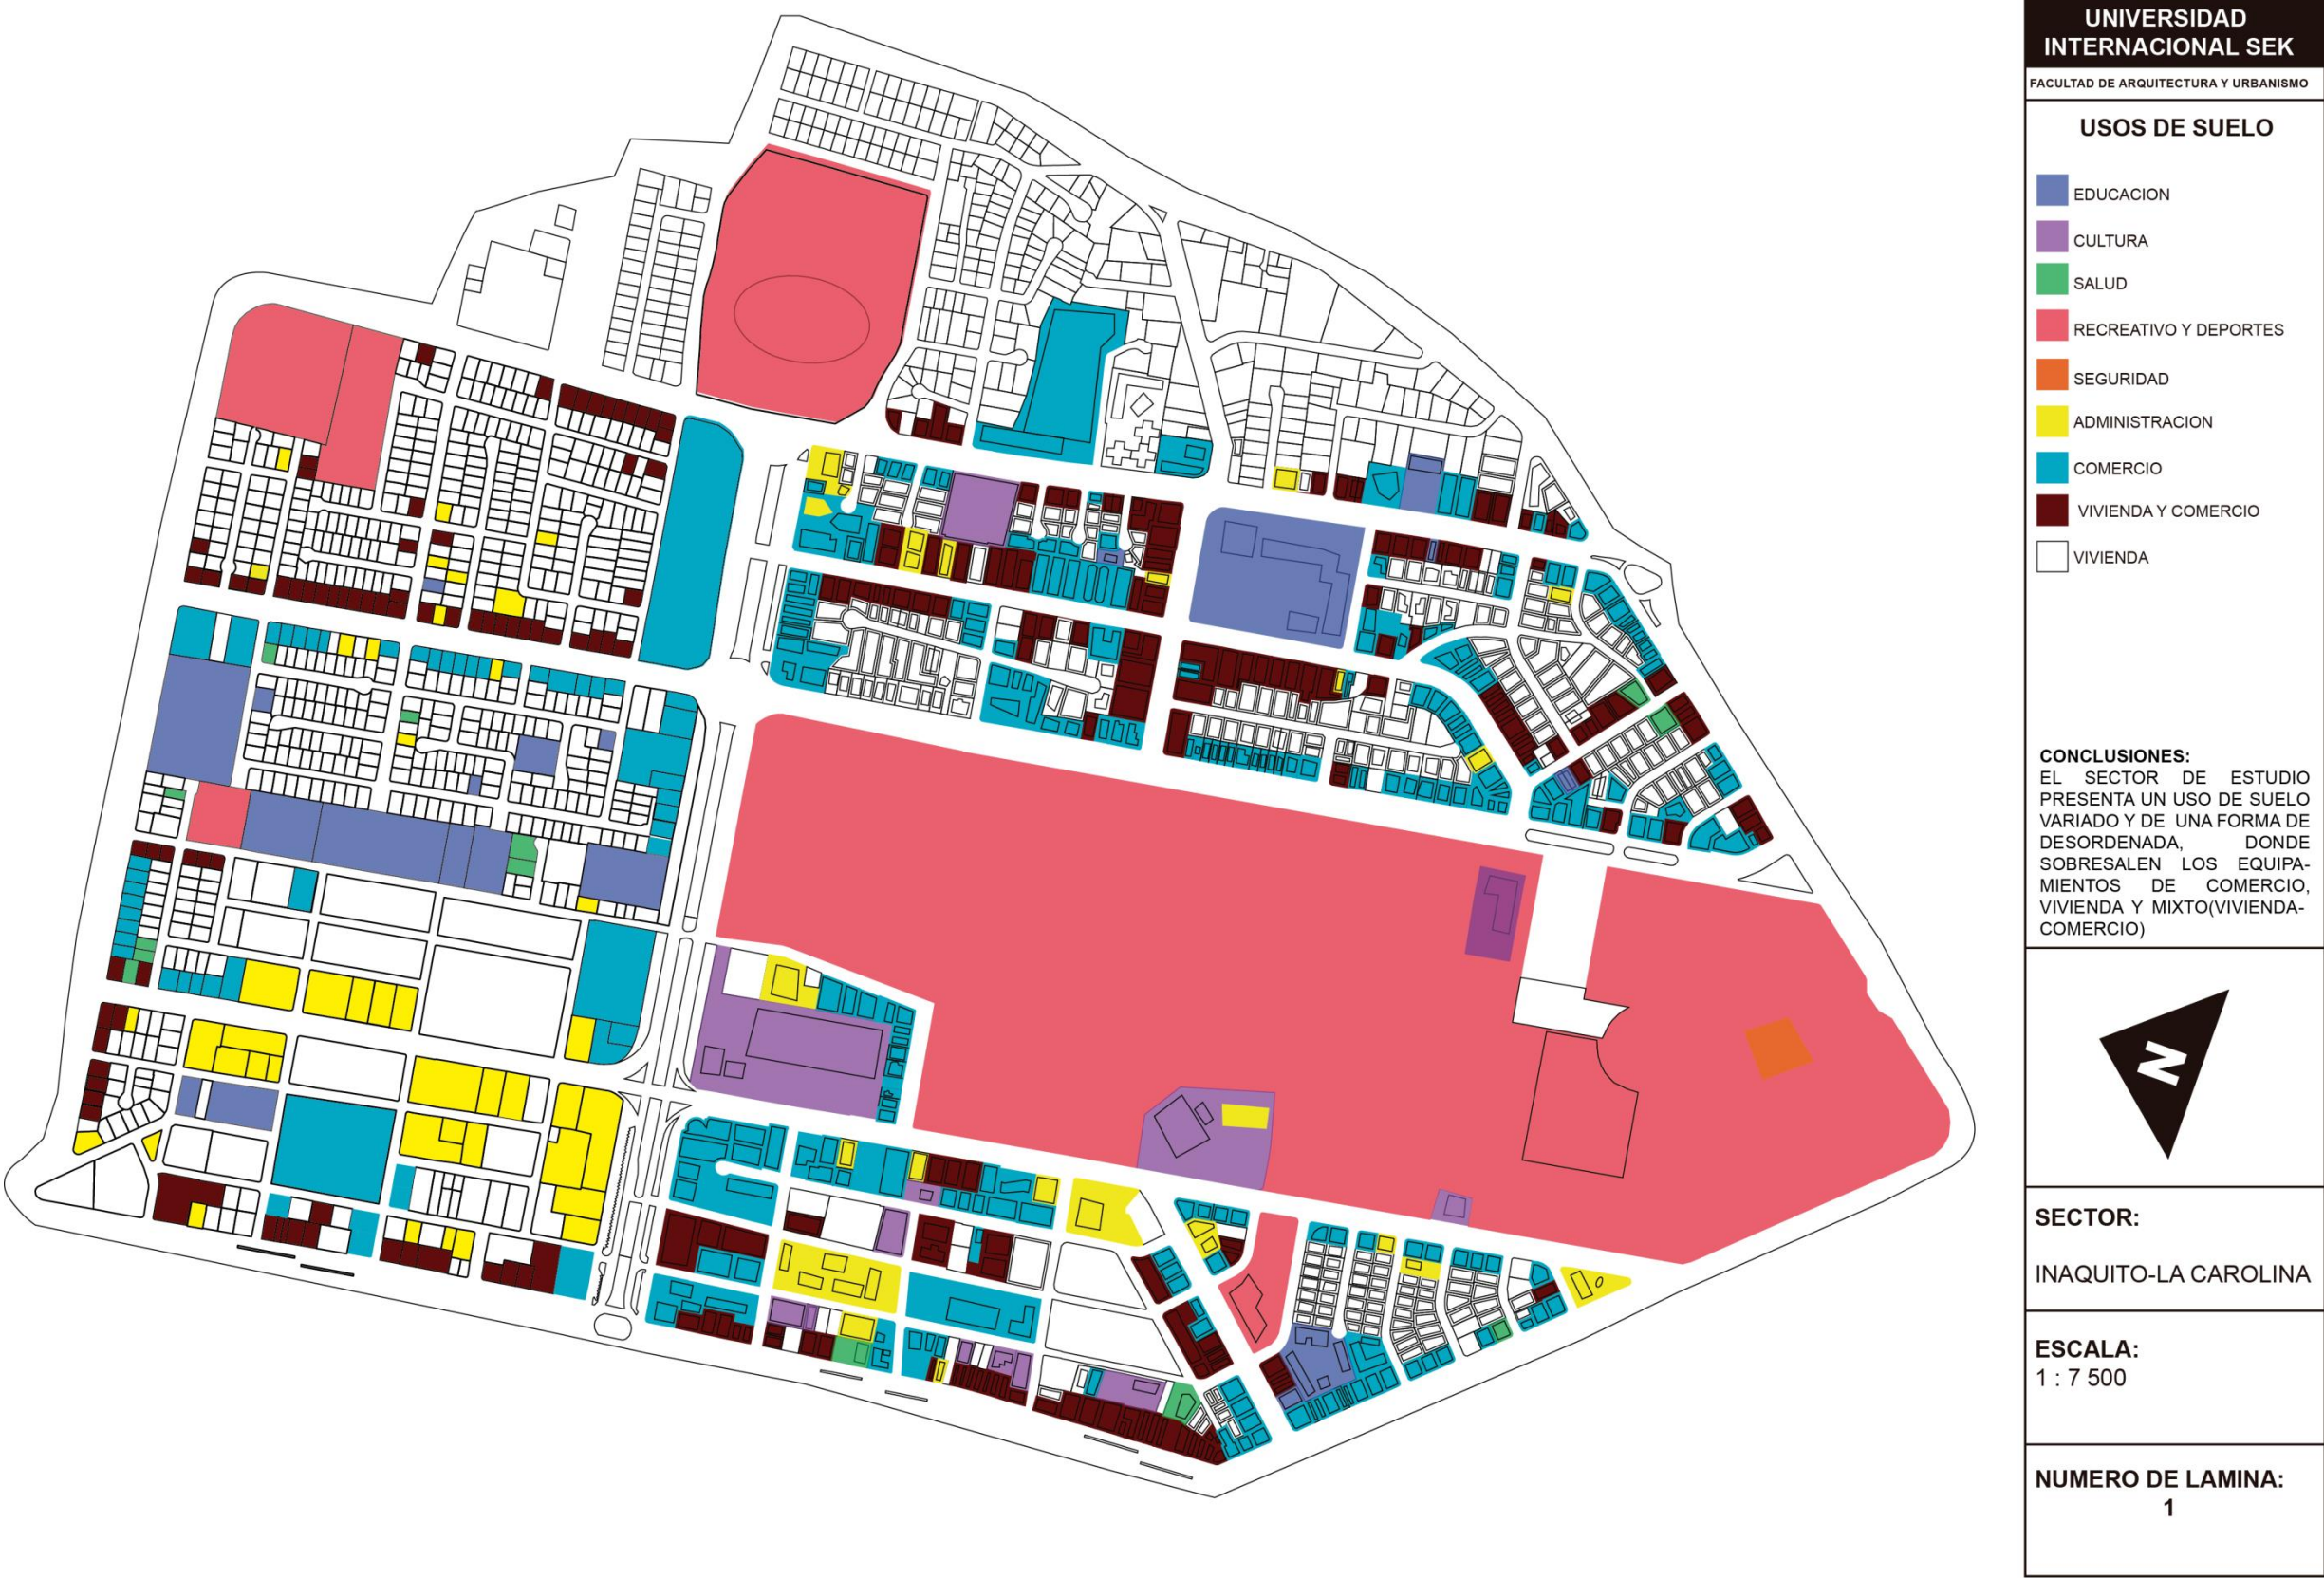 UNIVERSIDAD
INTERNACIONAL SEK
FACULTAD DE ARQUITECTURA Y URBANISMO
USOS DE SUELO
EDUCACION
CULTURA
SALUD
RECREATIVO Y DEPORTES
SEGURIDAD
ADMINISTRACION
COMERCIO
VIVIENDA Y COMERCIO
VIVIENDA
CONCLUSIONES:
EL SECTOR DE ESTUDIO
PRESENTA UN USO DE SUELO
VARIADO Y DE UNA FORMA DE
DESORDENADA, DONDE
SOBRESALEN LOS EQUIPA-
MIENTOS DE COMERCIO,
VIVIENDA Y MIXTO(VIVIENDA-
COMERCIO)
N
SECTOR:
INAQUITO-LA CAROLINA
ESCALA:
1 : 7 500
NUMERO DE LAMINA:
1